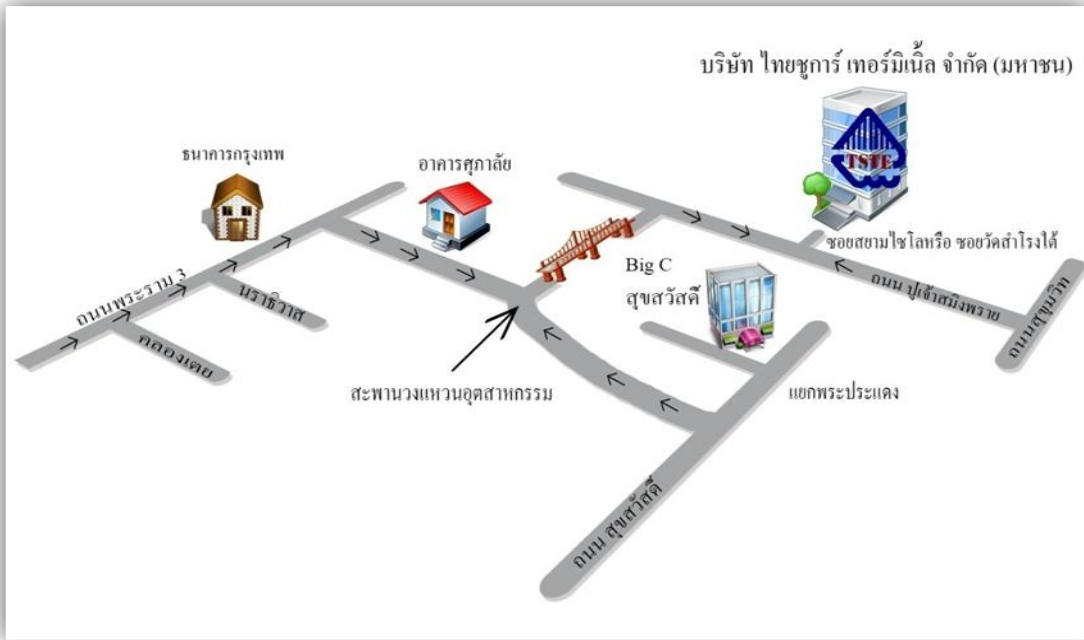 บริษัท ไทยชูการ์ เทอร์มิเนิ้ล จำกัด (มหาชน)
TSTE
ธนาคารกรุงเทพ
อาคารศุภาลัย
ซอยสยามไซโลหรือ ซอยวัดสำโรงใต้
Big C
สุขสวัสดิ์
ถนนพระราม 3
นราธิวาส
คลองเตย
ถนน ปูเจ้าสมิงพราย
ถนนสุขุมวิท
สะพานวงแหวนอุตสาหกรรม
แยกพระประแดง
ถนน สุขสวัสดิ์